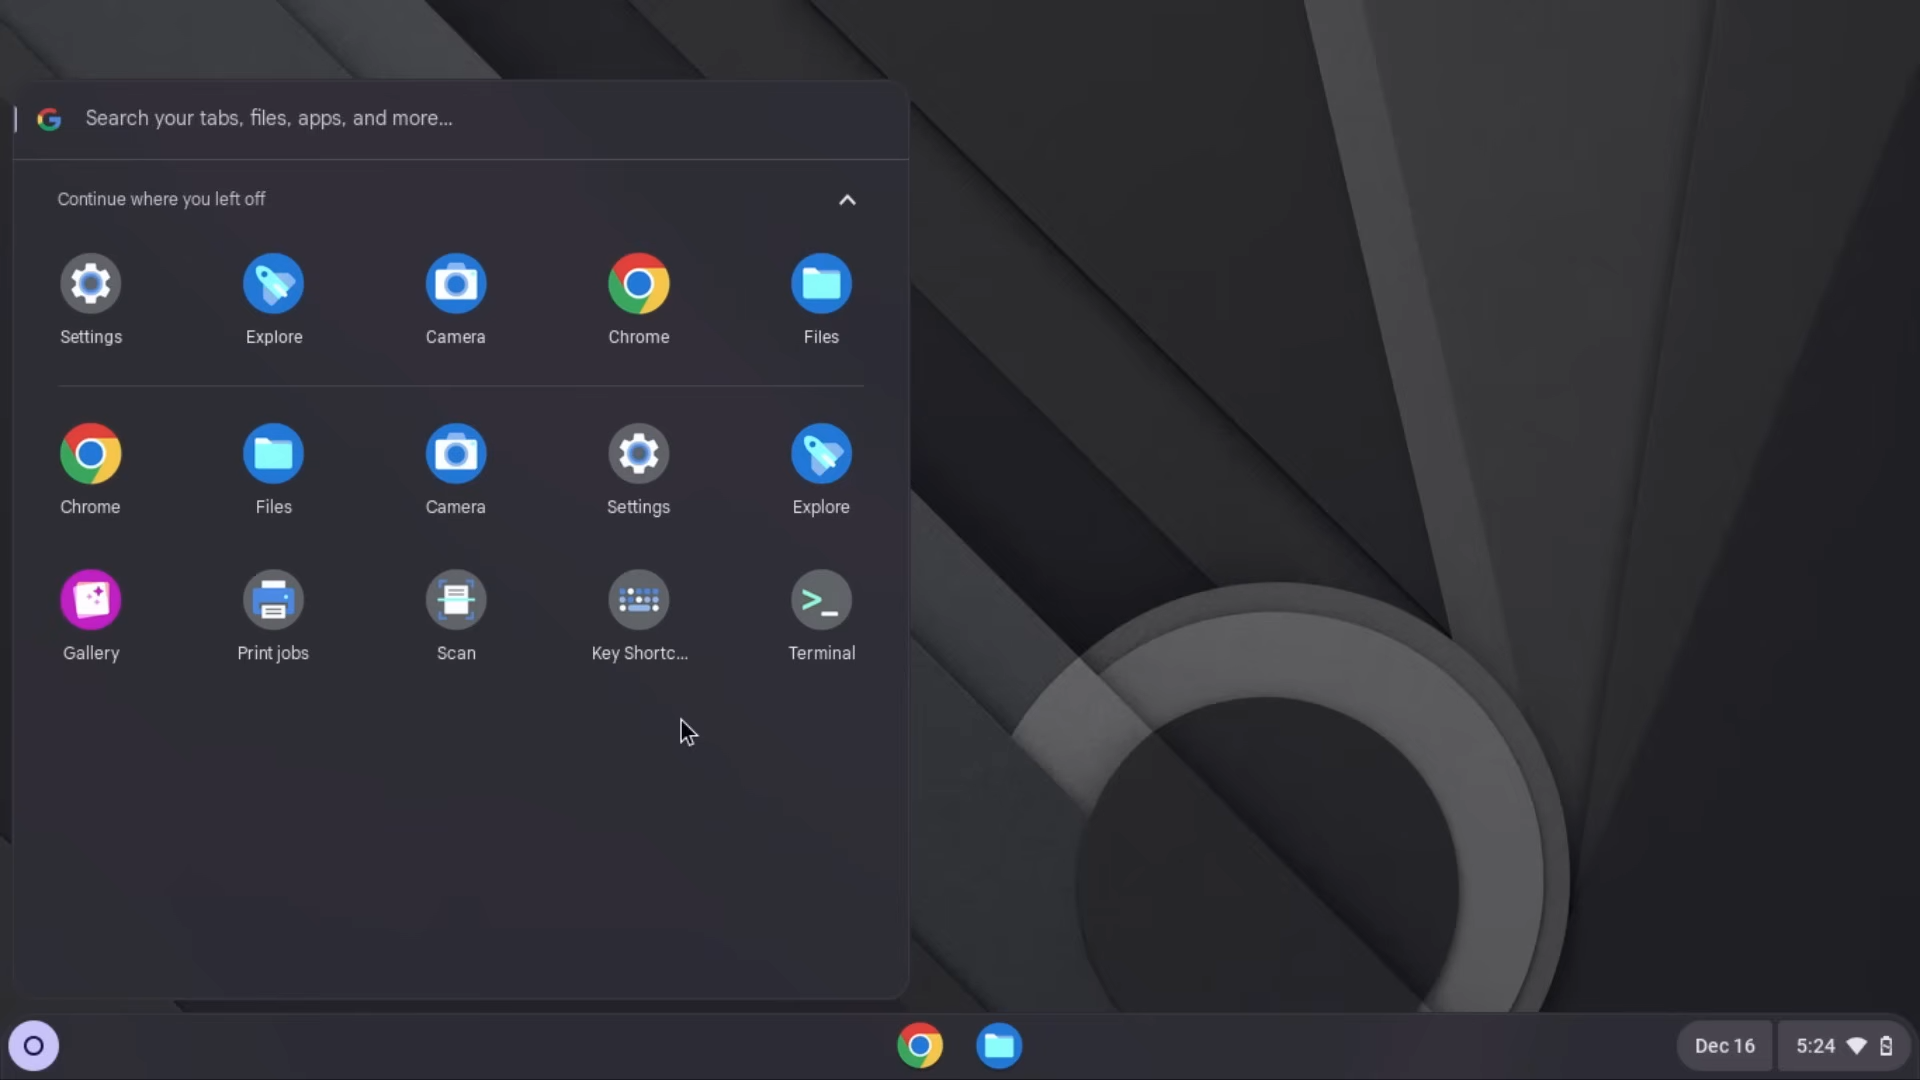 Search your tabs, files, apps, and more...
Continue where you left off
Settings
Explore
Camera
Chrome
Files
Chrome
Files
Camera
Settings
Explore
Gallery
Print jobs
Scan
Key Shortc...
Terminal
Dec 16
5:24